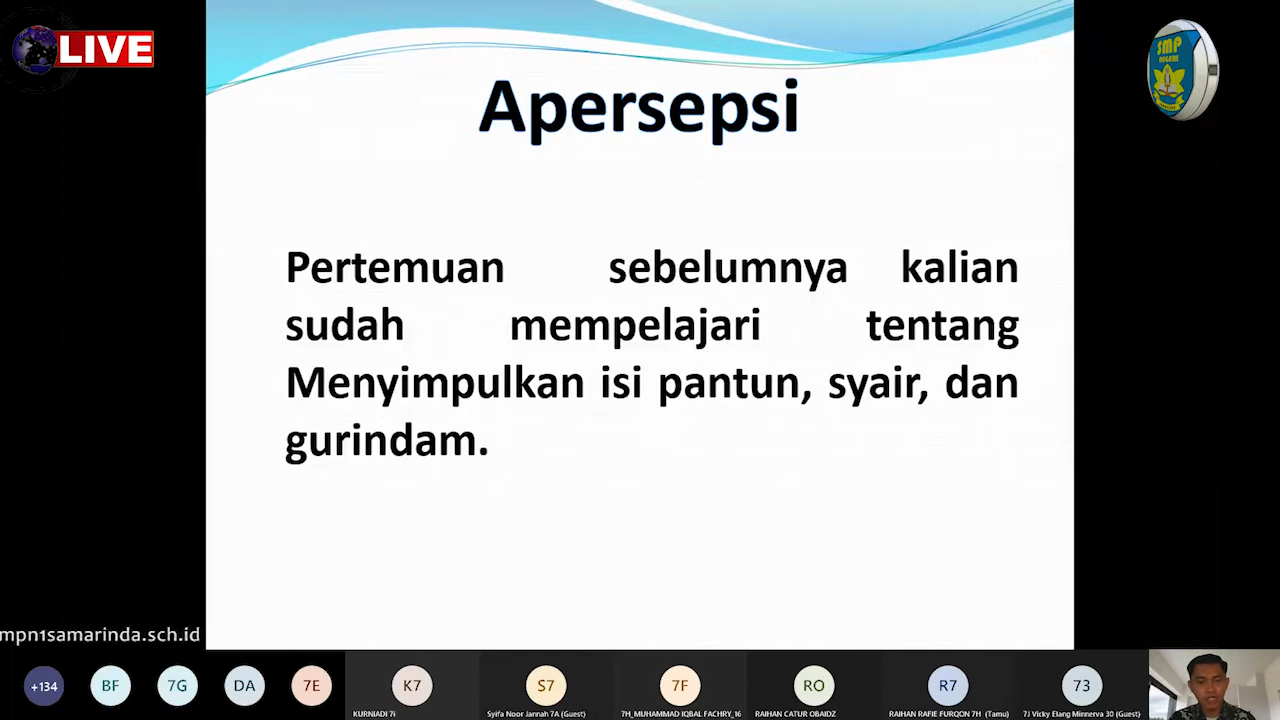 LIVE
SMP
NEGERI
Apersepsi
Pertemuan sebelumnya kalian
sudah mempelajari tentang
Menyimpulkan isi pantun, syair, dan
gurindam.
mpn1samarinda.sch.id
+134
BF
7G
DA
7E
K7
S7
7F
RO
R7
73
KURNIADI 7i
Syifa Noor Jannah 7A (Guest)
7H_MUHAMMAD IQBAL FACHRY_16
RAIHAN CATUR OBAIDZ
RAIHAN RAFIE FURQON 7H (Tamu)
7J Vicky Elang Minnerva 30 (Guest)